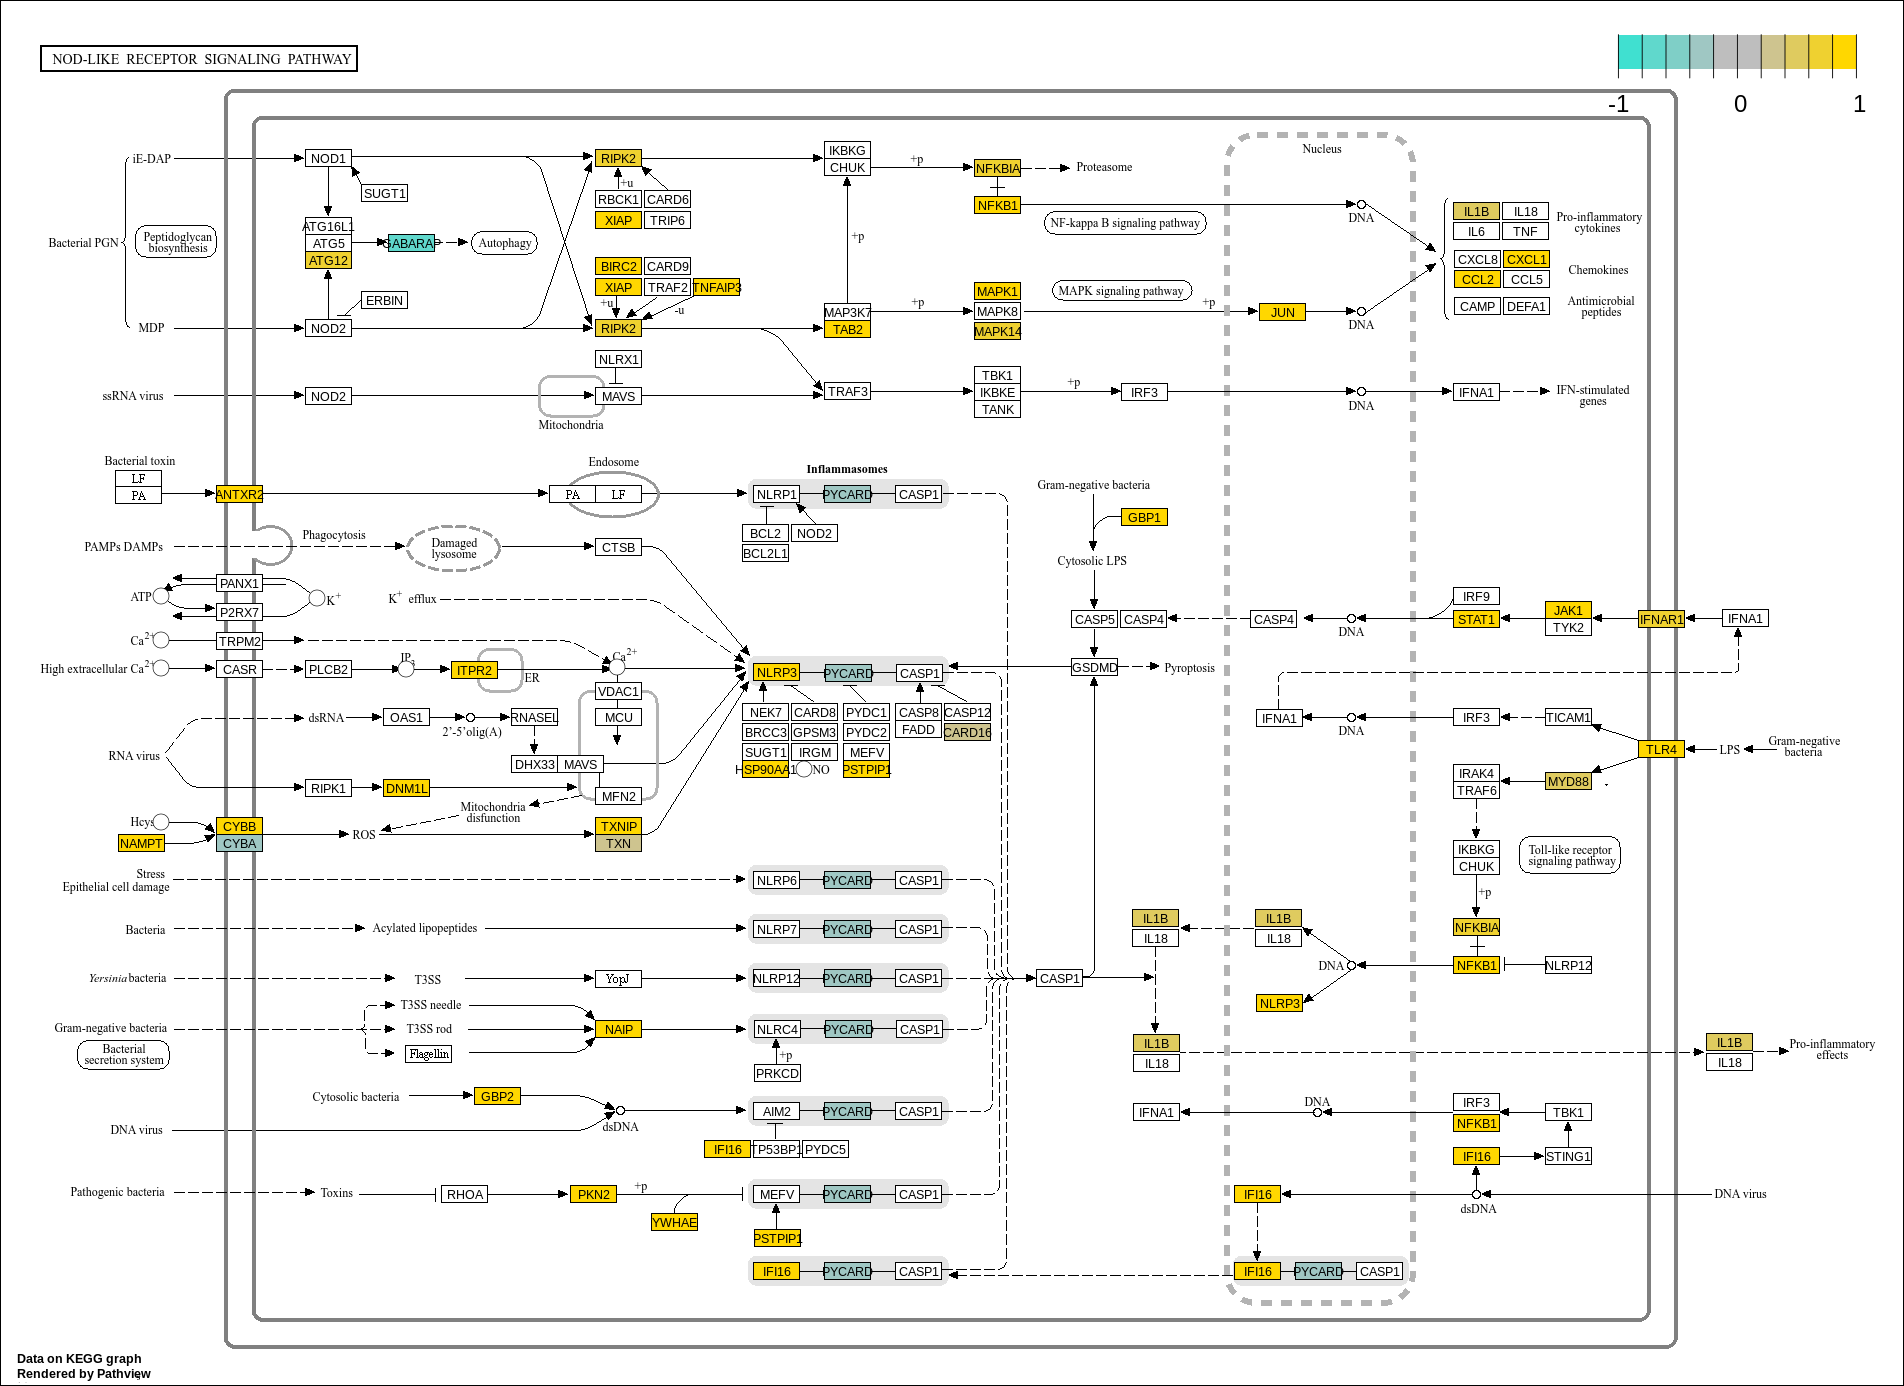 NOD-LIKE RECEPTOR SIGNALING PATHWAY
-1 0 1
Nucleus
iE-DAP NOD1 RIPK2 IKBKG
CHUK +p NFKBIA Proteasome
SUGT1 +u
RBCK1 CARD6
XIAP TRIP6
NFKB1 DNA
NF-kappa B signaling pathway
IL1B IL18 Pro-inflammatory
IL6 TNF cytokines
Bacterial PGN
Peptidoglycan
biosynthesis
ATG16L1
ATG5 GABARAP Autophagy
ATG12
+p
CXCL8 CXCL1 Chemokines
CCL2 CCL5
BIRC2 CARD9
XIAP TRAF2 TNFAIP3
+u -u
ERBIN
MAPK signaling pathway
CAMP DEFA1 Antimicrobial
peptides
MDP NOD2 RIPK2 MAP3K7
TAB2 +p MAPK1
MAPK8
MAPK14 +p JUN DNA
NLRX1
ssRNA virus NOD2 MAVS TRAF3 TBK1
IKBKE
TANK +p IRF3 DNA IFNA1 IFN-stimulated
genes
Mitochondria
Bacterial toxin Endosome Inflammasomes
LF
PA ANTXR2 PA LF NLRP1 PYCARD CASP1
Gram-negative bacteria
GBP1
BCL2 NOD2
BCL2L1
PAMPs DAMPs Phagocytosis Damaged
lysosome CTSB Cytosolic LPS
ATP PANX1
P2RX7 K+ K+ efflux
CASP5 CASP4 CASP4 DNA IRF9
STAT1 JAK1
TYK2 IFNAR1 IFNA1
Ca2+ TRPM2
High extracellular Ca2+ CASR PLCB2 IP3 ITPR2 ER Ca2+
NLRP3 PYCARD CASP1 GSDMD Pyroptosis
VDAC1
MCU
NEK7 CARD8 PYDC1 CASP8 CASP12
BRCC3 GPSM3 PYDC2 FADD CARD16
SUGT1 IRGM MEFV
HSP90AA1 NO PSTPIP1
RNA virus dsRNA OAS1 2'-5'olig(A) RNASEL
DHX33 MAVS
IFNA1 DNA IRF3 TICAM1
TLR4 LPS Gram-negative
bacteria
RIPK1 DNM1L MFN2
IRAK4
TRAF6 MYD88
Mitochondria
disfunction
Hcys
NAMPT CYBB
CYBA ROS TXNIP
TXN
IKBKG
CHUK
Toll-like receptor
signaling pathway
+p
Stress
Epithelial cell damage NLRP6 PYCARD CASP1
Bacteria Acylated lipopeptides NLRP7 PYCARD CASP1
IL1B
IL18 IL1B
IL18 NFKBIA
DNA NFKB1 NLRP12
NLRP3
Yersinia bacteria T3SS YopJ NLRP12 PYCARD CASP1 CASP1
Gram-negative bacteria T3SS needle
T3SS rod
Flagellin NAIP NLRC4 PYCARD CASP1
+p
PRKCD
Bacterial
secretion system
IL1B
IL18 IL1B
IL18 Pro-inflammatory
effects
Cytosolic bacteria GBP2 dsDNA AIM2 PYCARD CASP1
DNA virus
IFI16 TP53BP1 PYDC5
IFNA1 DNA IRF3
NFKB1 TBK1
IFI16 STING1
Pathogenic bacteria Toxins RHOA PKN2 +p MEFV PYCARD CASP1
YWHAE
PSTPIP1
IFI16 dsDNA DNA virus
IFI16 PYCARD CASP1 IFI16 PYCARD CASP1
Data on KEGG graph
Rendered by Pathview